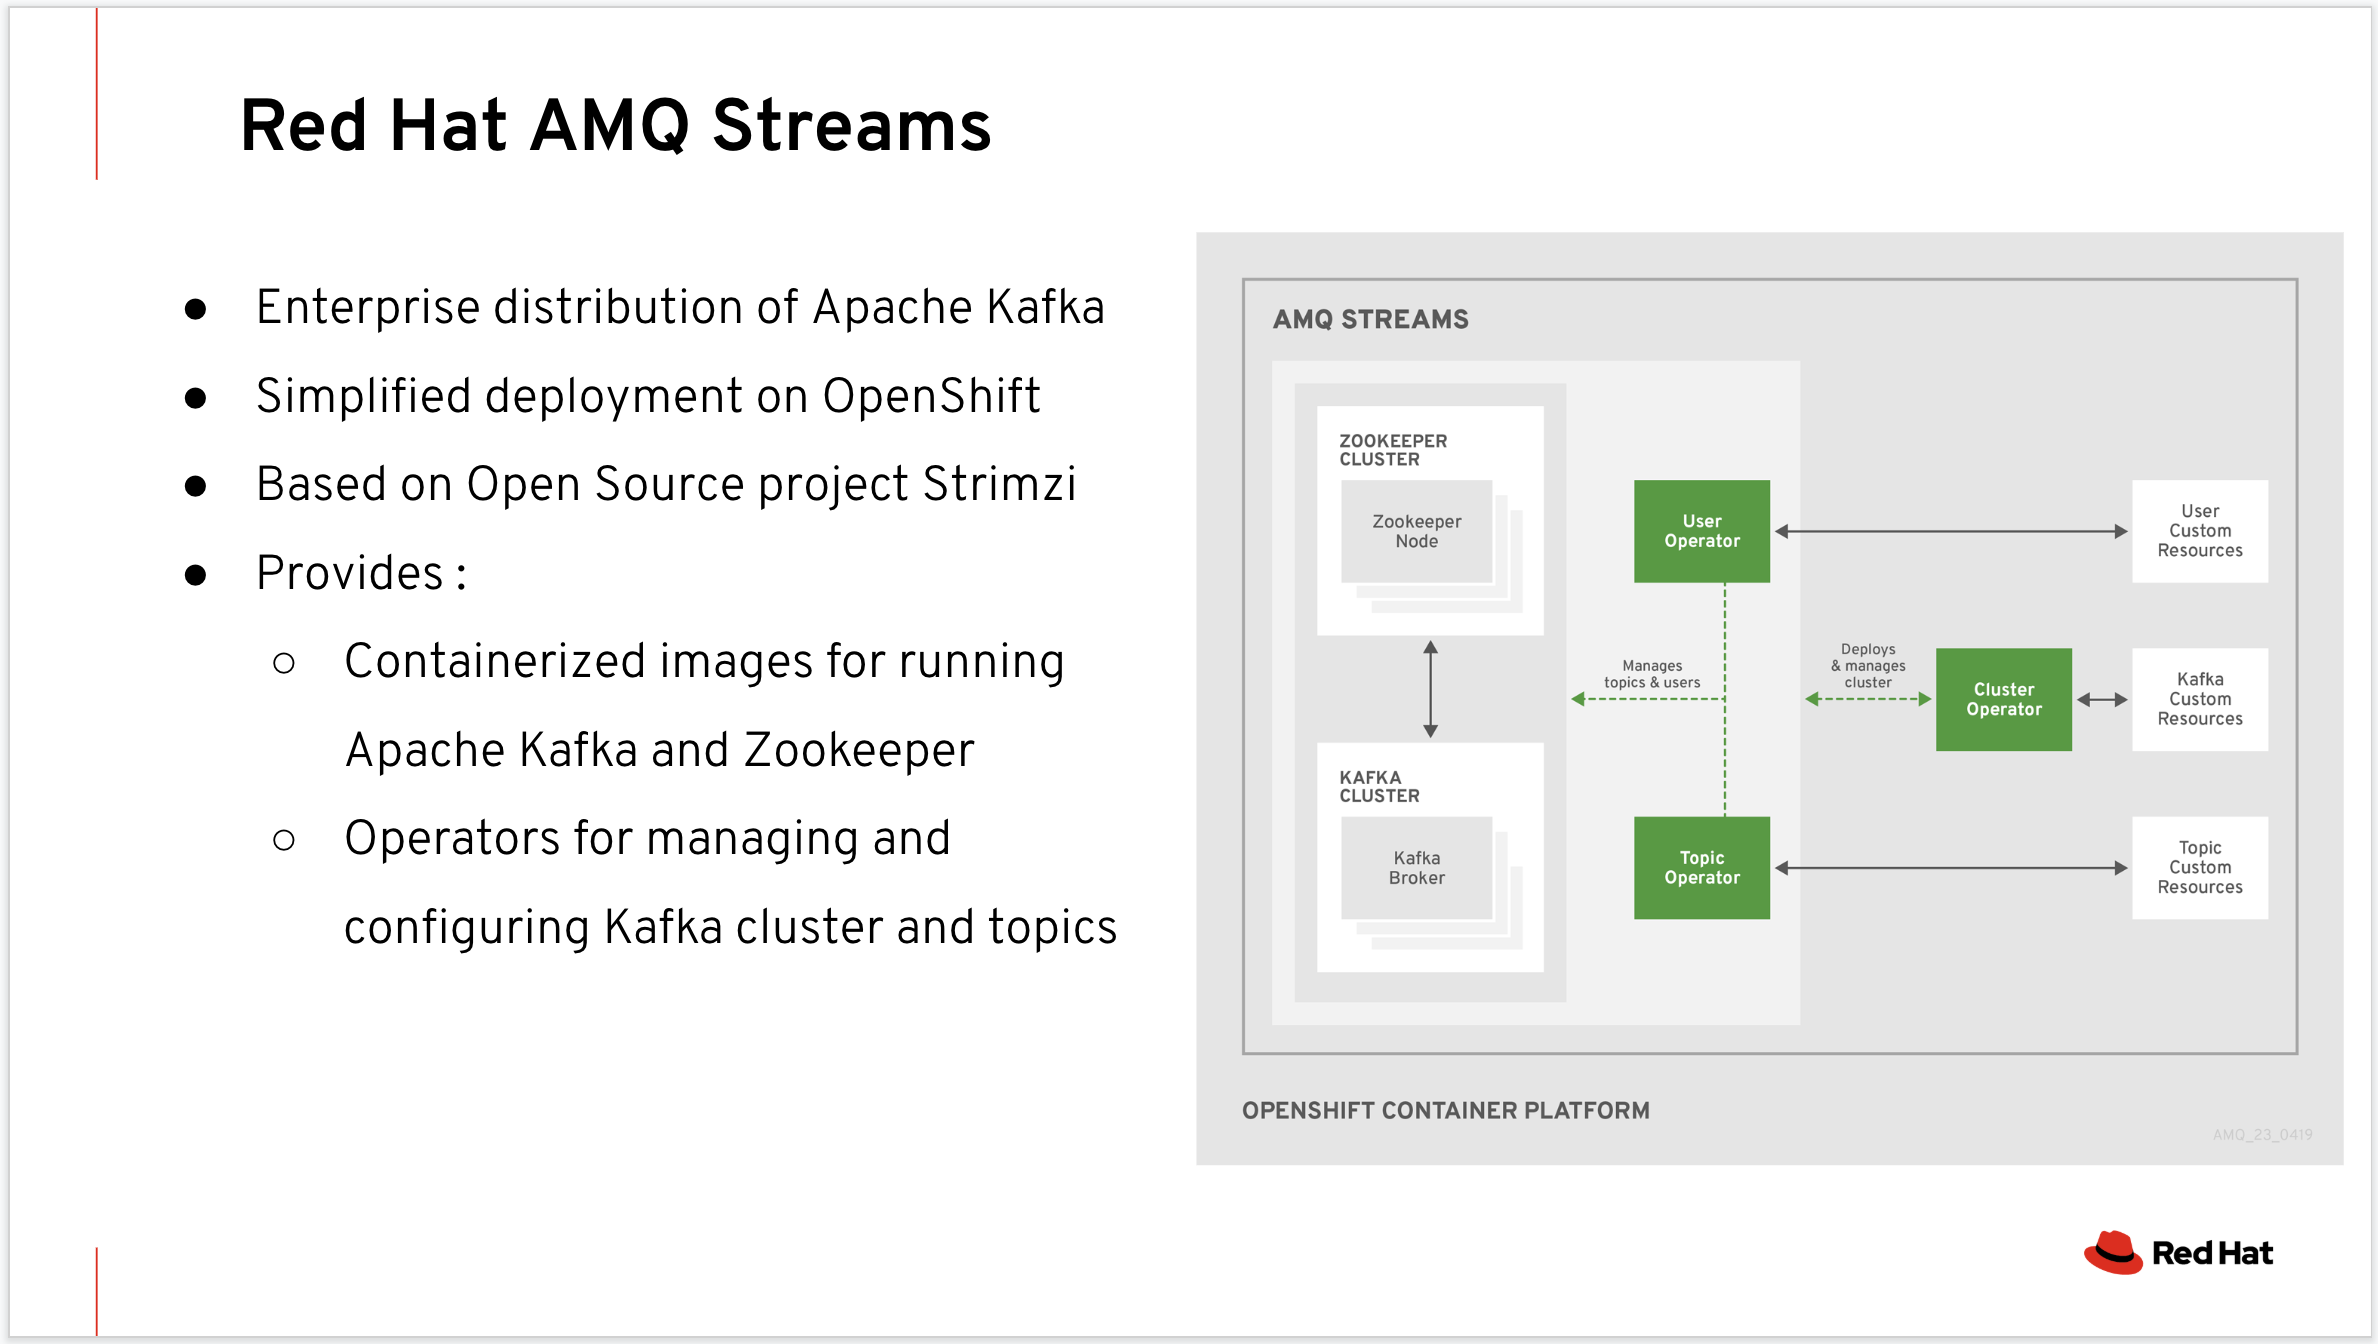 Red Hat AMQ Streams
● Enterprise distribution of Apache Kafka
● Simplified deployment on OpenShift
● Based on Open Source project Strimzi
● Provides :
○ Containerized images for running
Apache Kafka and Zookeeper
○ Operators for managing and
configuring Kafka cluster and topics
AMQ STREAMS
ZOOKEEPER
CLUSTER
Zookeeper
Node
KAFKA
CLUSTER
Kafka
Broker
Manages
topics & users
User
Operator
Topic
Operator
Deploys
& manages
cluster
Cluster
Operator
User
Custom
Resources
Kafka
Custom
Resources
Topic
Custom
Resources
OPENSHIFT CONTAINER PLATFORM
AMQ_23_0419
Red Hat